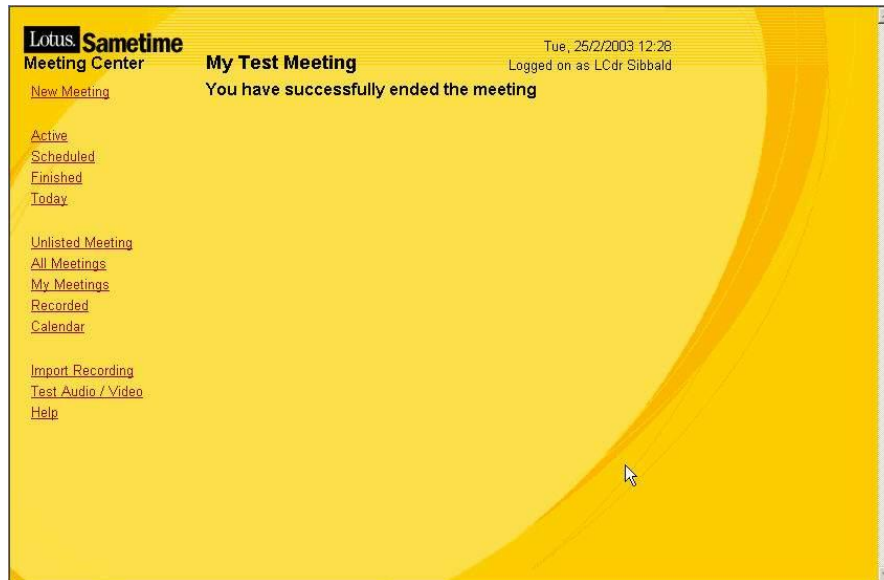 Lotus. Sametime
Meeting Center
New Meeting
Active
Scheduled
Finished
Today
Unlisted Meeting
All Meetings
My Meetings
Recorded
Calendar
Import Recording
Test Audio / Video
Help
My Test Meeting
Tue, 25/2/2003 12:28
Logged on as LCdr Sibbald
You have successfully ended the meeting